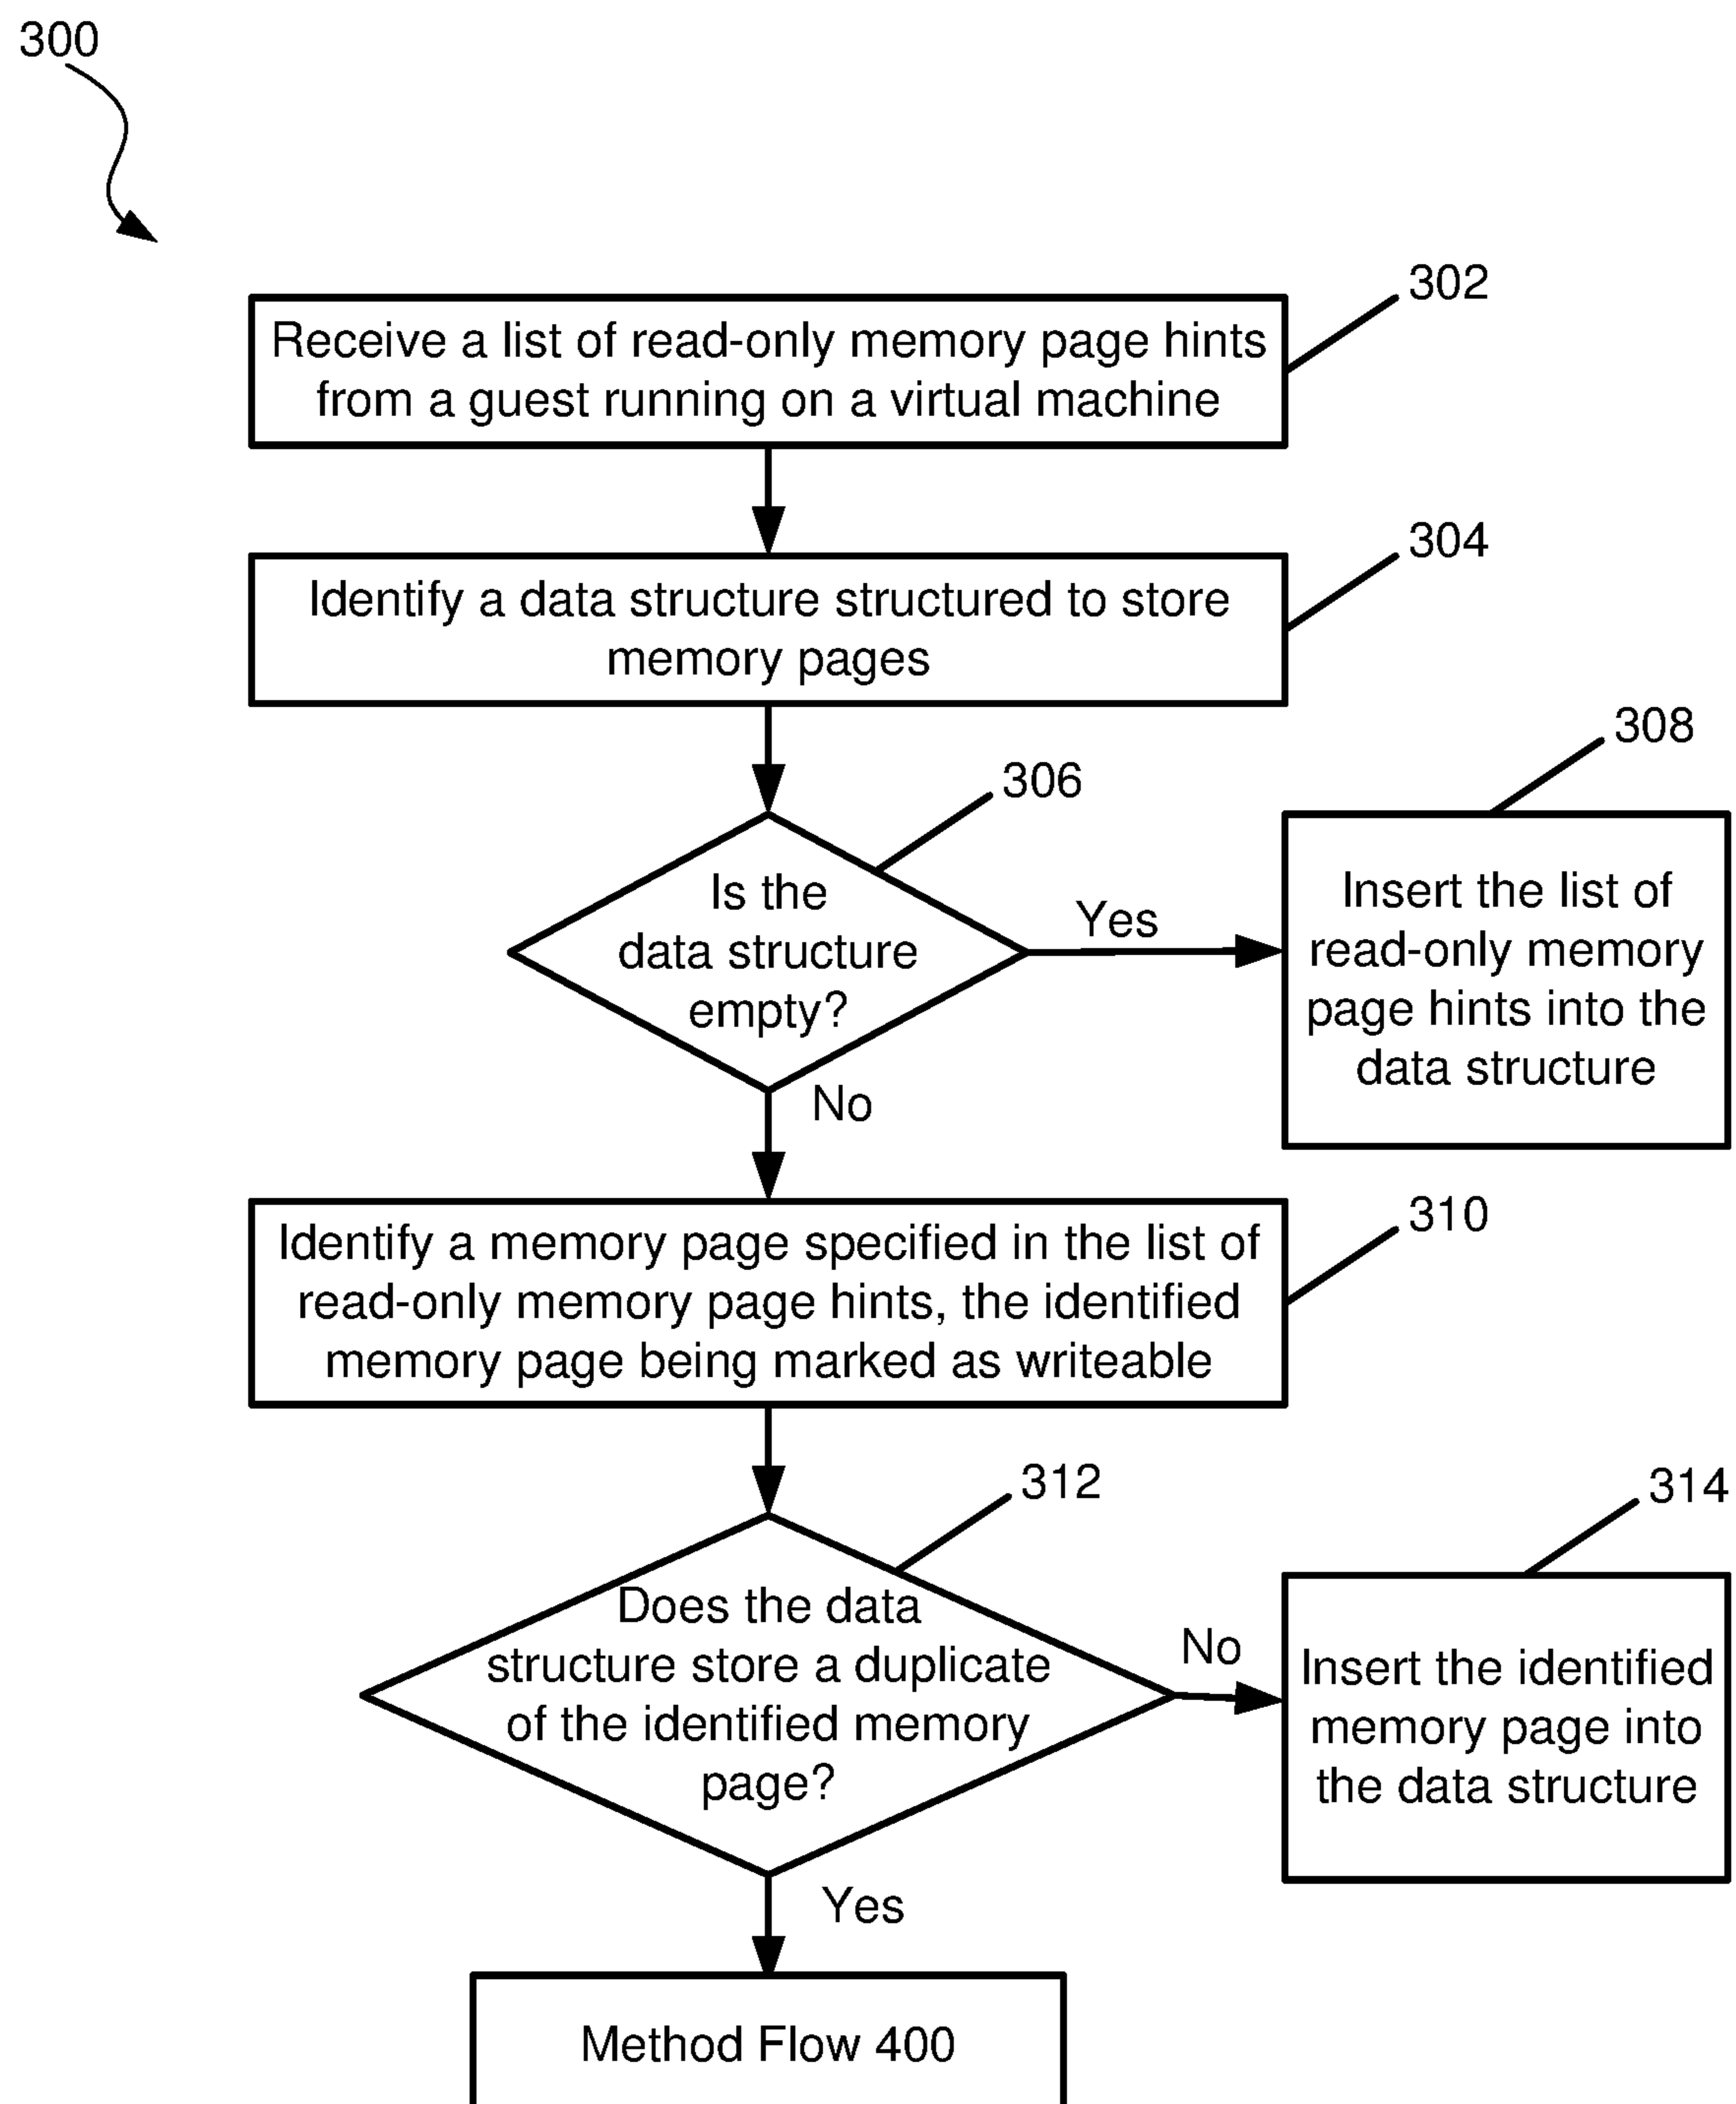 300
302
Receive a list of read-only memory page hints
from a guest running on a virtual machine
304
Identify a data structure structured to store
memory pages
308
306
Is the
data structure
empty?
Yes
Insert the list of
read-only memory
page hints into the
data structure
No
310
Identify a memory page specified in the list of
read-only memory page hints, the identified
memory page being marked as writeable
312
314
Does the data
structure store a duplicate
of the identified memory
page?
No
Insert the identified
memory page into
the data structure
Yes
Method Flow 400